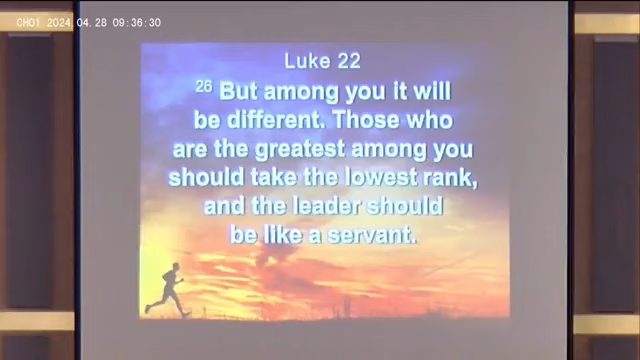 CH01 2024.04.28 09:36:30
Luke 22
26 But among you it will
be different. Those who
are the greatest among you
should take the lowest rank,
and the leader should
be like a servant.